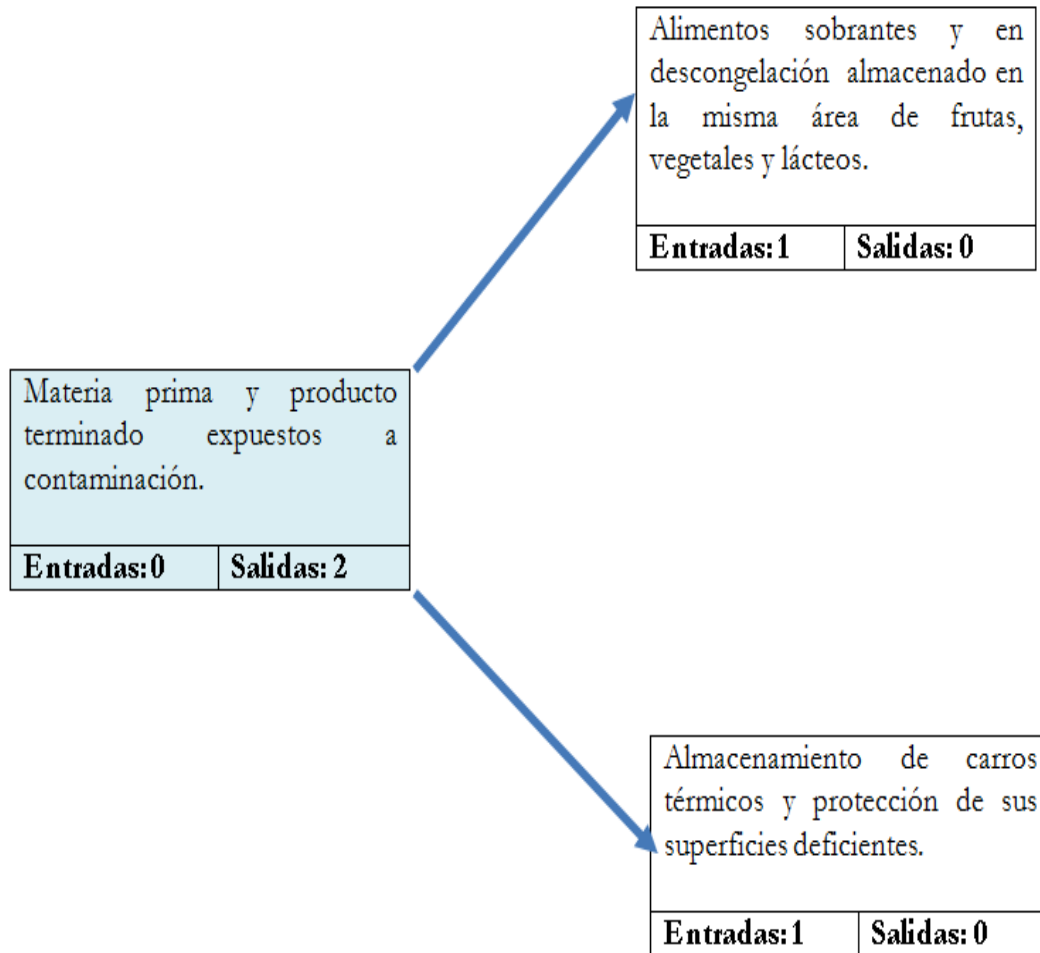 Alimentos sobrantes y en
descongelación almacenado en
la misma área de frutas,
vegetales y lácteos.
Entradas: 1 Salidas: 0
Materia prima y producto
terminado expuestos a
contaminación.
Entradas: 0 Salidas: 2
Almacenamiento de carros
térmicos y protección de sus
superficies deficientes.
Entradas: 1 Salidas: 0